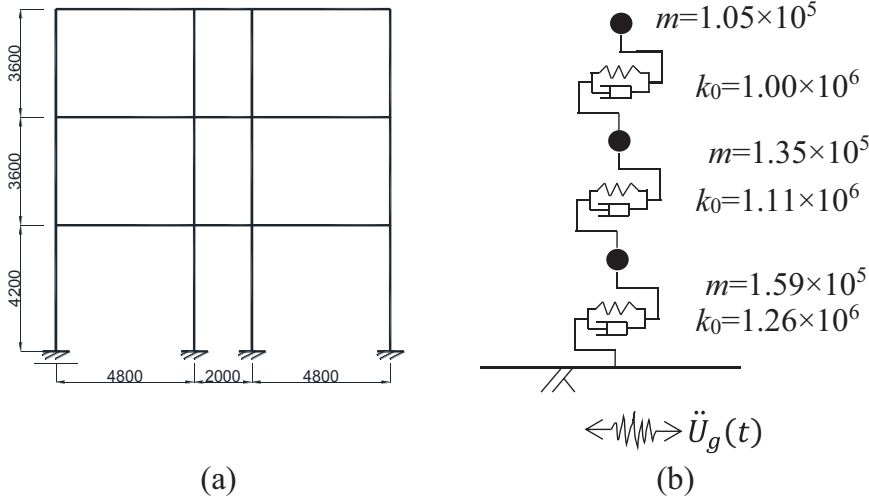 3600
3600
4200
4800
2000
4800
(a)
m=1.05×10⁵
k₀=1.00×10⁶
m=1.35×10⁵
k₀=1.11×10⁶
m=1.59×10⁵
k₀=1.26×10⁶
Ü_g(t)
(b)